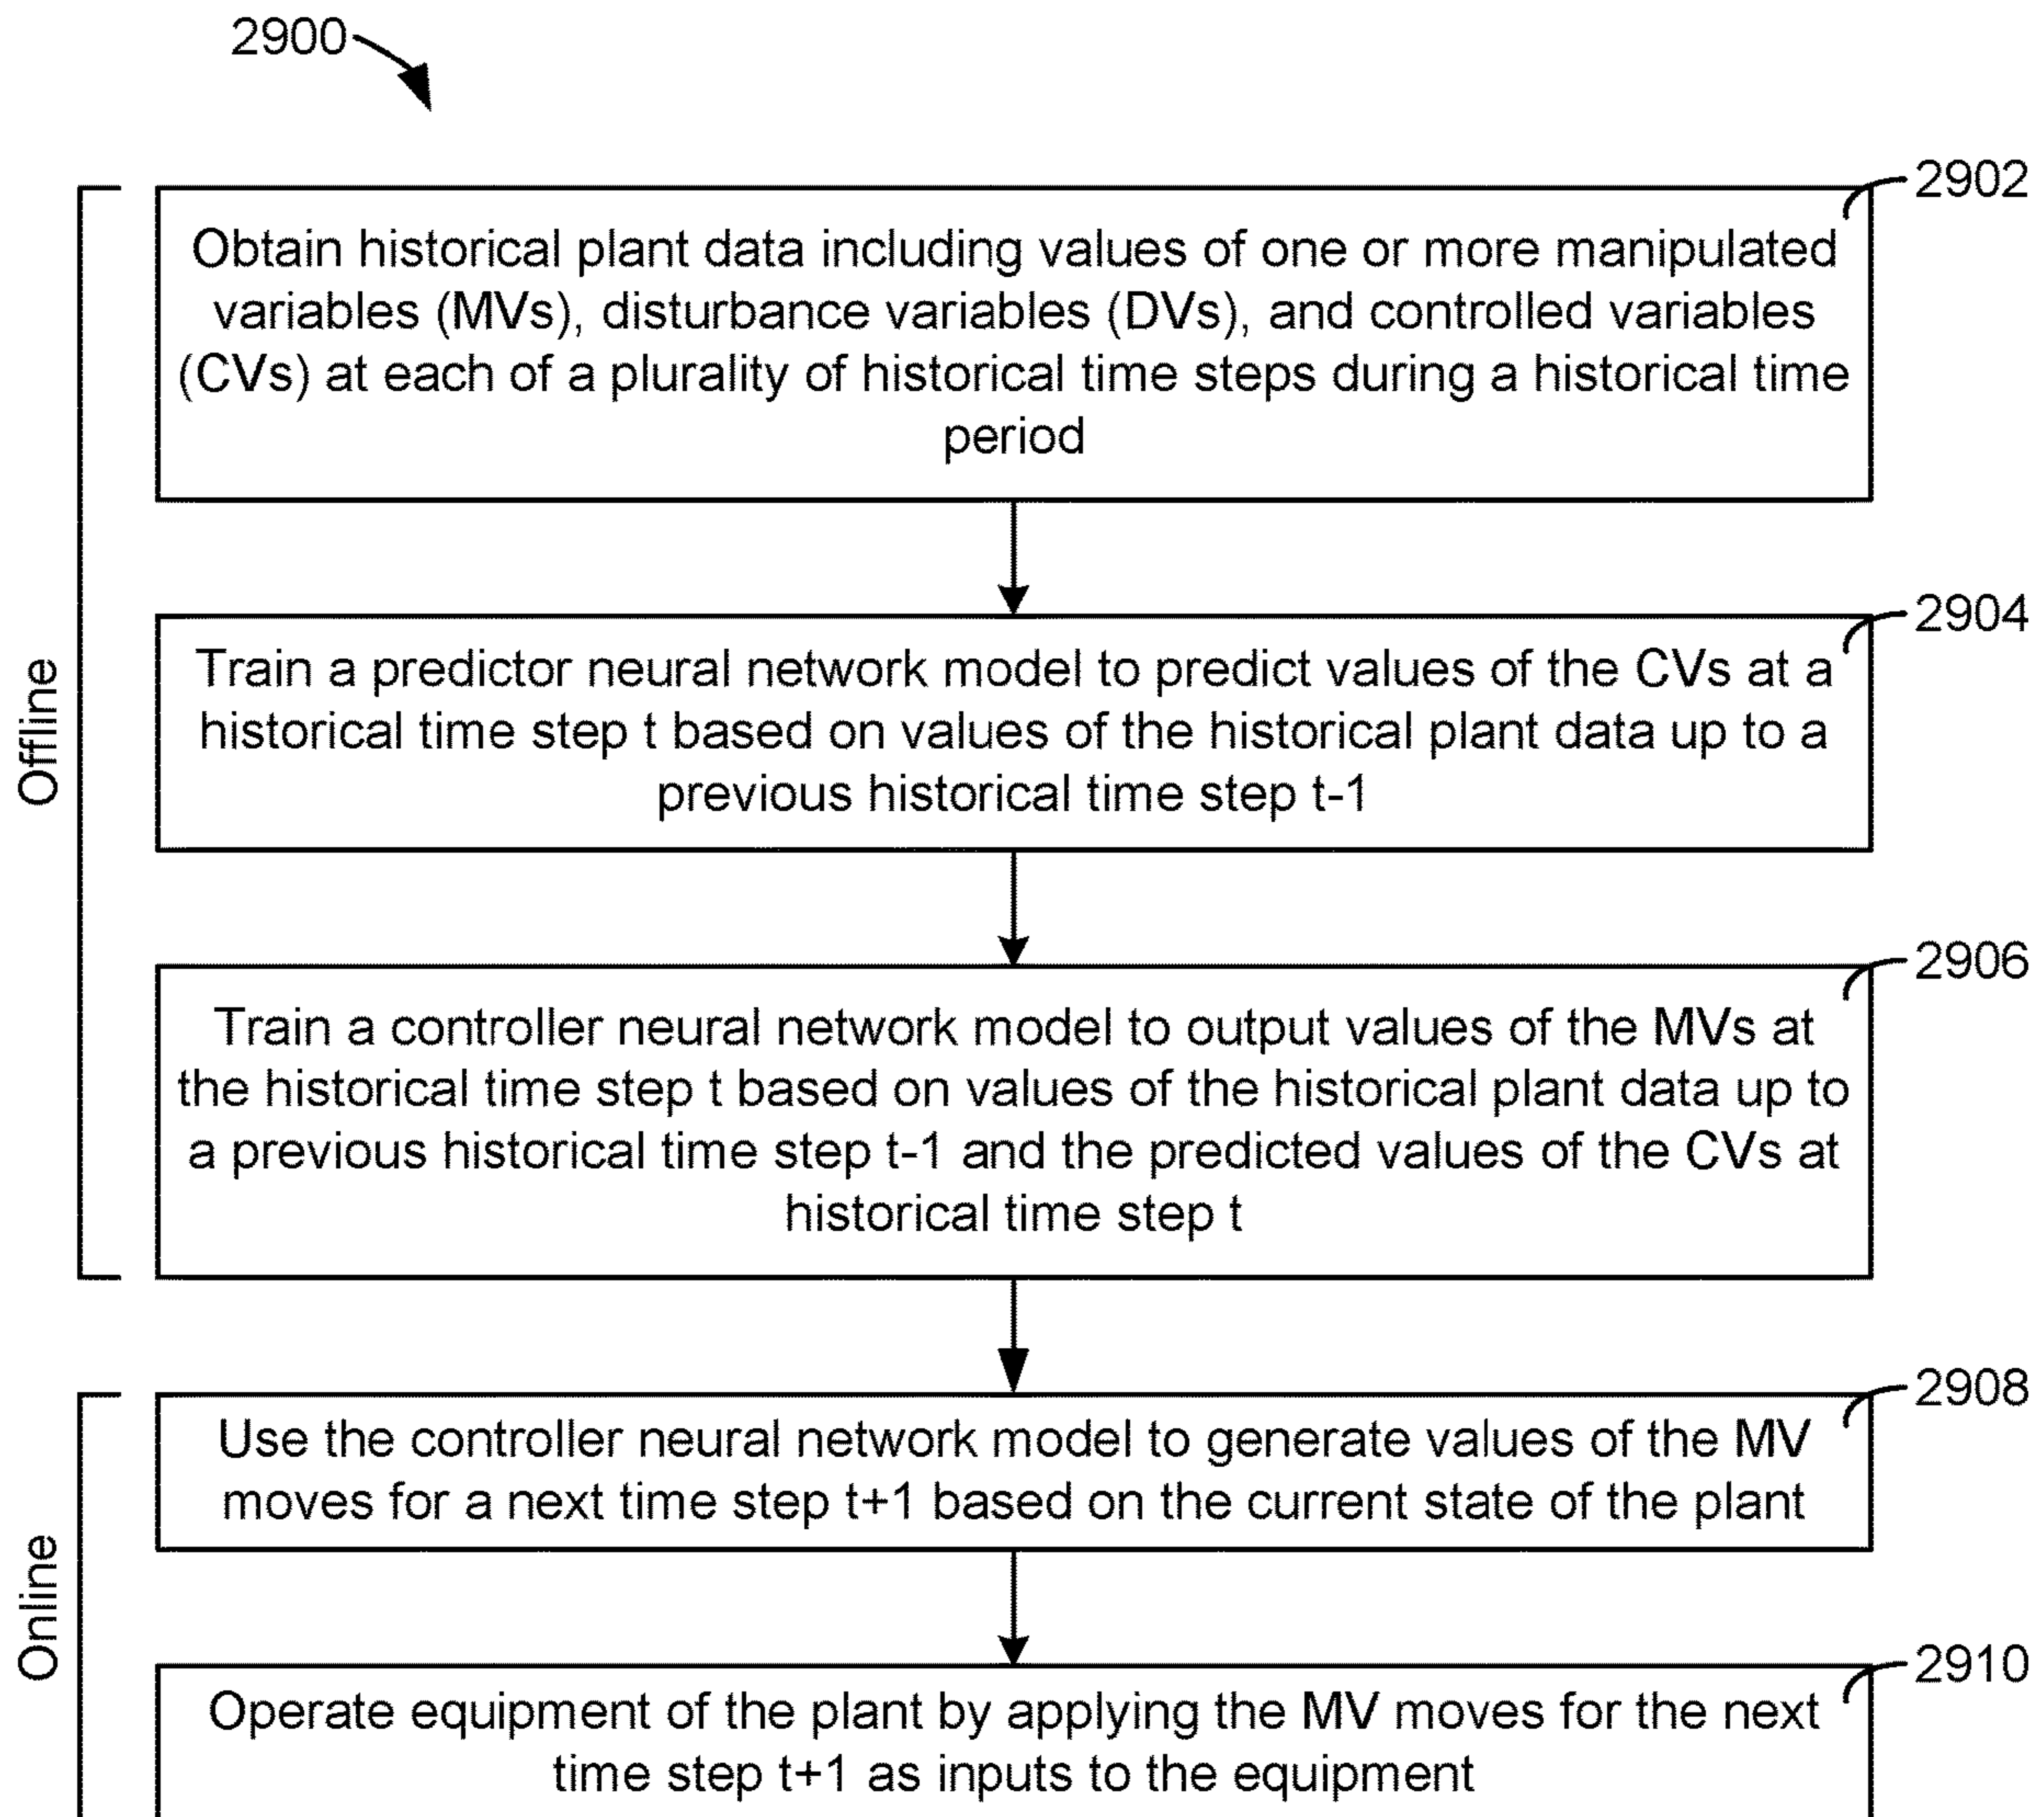 2900
2902
Obtain historical plant data including values of one or more manipulated
variables (MVs), disturbance variables (DVs), and controlled variables
(CVs) at each of a plurality of historical time steps during a historical time
period
Offline
2904
Train a predictor neural network model to predict values of the CVs at a
historical time step t based on values of the historical plant data up to a
previous historical time step t-1
2906
Train a controller neural network model to output values of the MVs at
the historical time step t based on values of the historical plant data up to
a previous historical time step t-1 and the predicted values of the CVs at
historical time step t
2908
Use the controller neural network model to generate values of the MV
moves for a next time step t+1 based on the current state of the plant
Online
2910
Operate equipment of the plant by applying the MV moves for the next
time step t+1 as inputs to the equipment